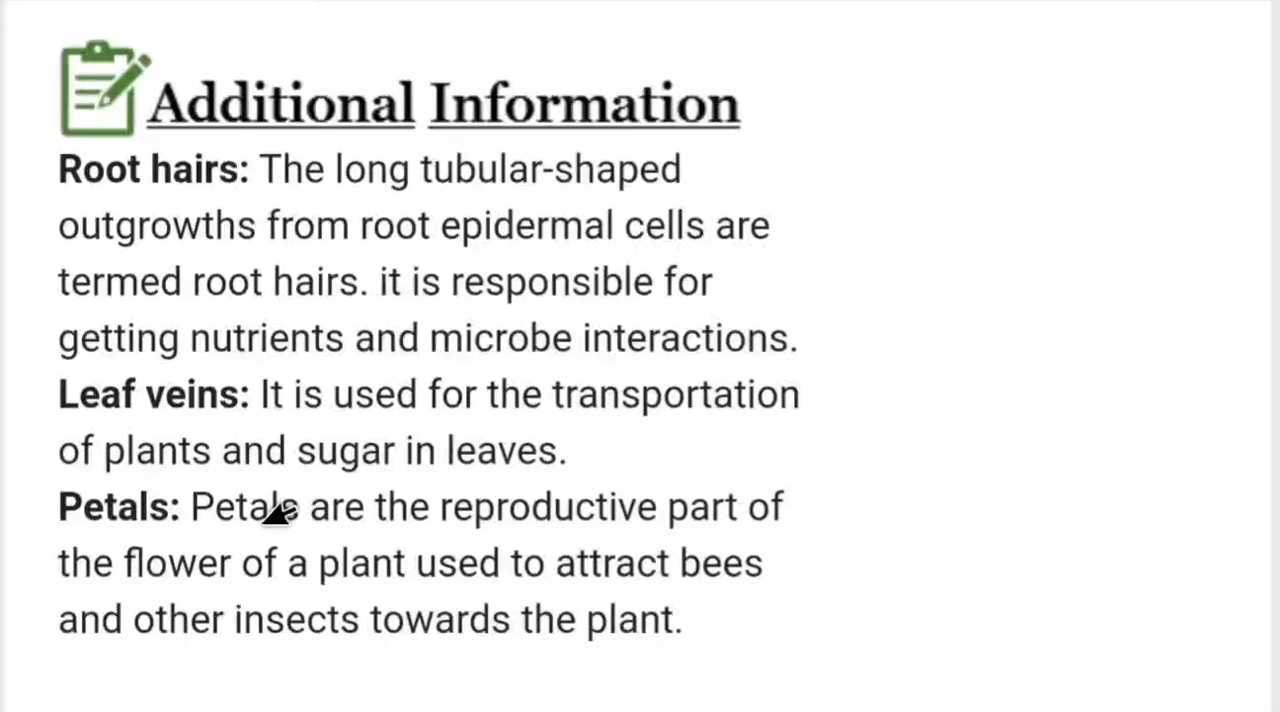 Additional Information
Root hairs: The long tubular-shaped
outgrowths from root epidermal cells are
termed root hairs. it is responsible for
getting nutrients and microbe interactions.
Leaf veins: It is used for the transportation
of plants and sugar in leaves.
Petals: Petals are the reproductive part of
the flower of a plant used to attract bees
and other insects towards the plant.